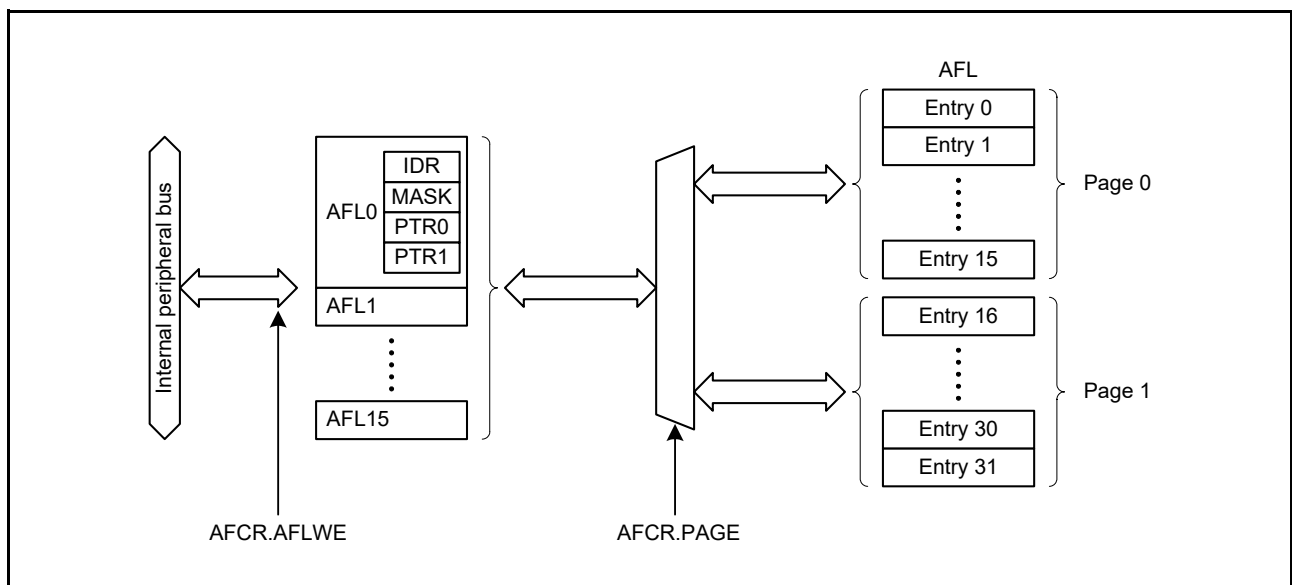 Internal peripheral bus
AFL0
IDR
MASK
PTR0
PTR1
AFL1
AFL15
AFCR.AFLWE
AFCR.PAGE
AFL
Entry 0
Entry 1
Entry 15
Page 0
Entry 16
Entry 30
Entry 31
Page 1